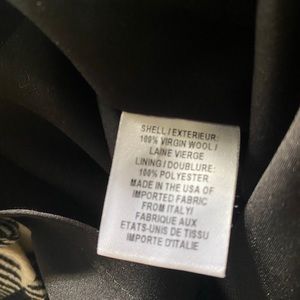 SHELL/EXTERIEUR:
100% VIRGIN WOOL/
LAINE VIERGE
LINING/DOUBLURE:
100% POLYESTER
MADE IN THE USA OF
IMPORTED FABRIC
FROM ITALY/
FABRIQUE AUX
ETATS-UNIS DE TISSU
IMPORTE D'ITALIE